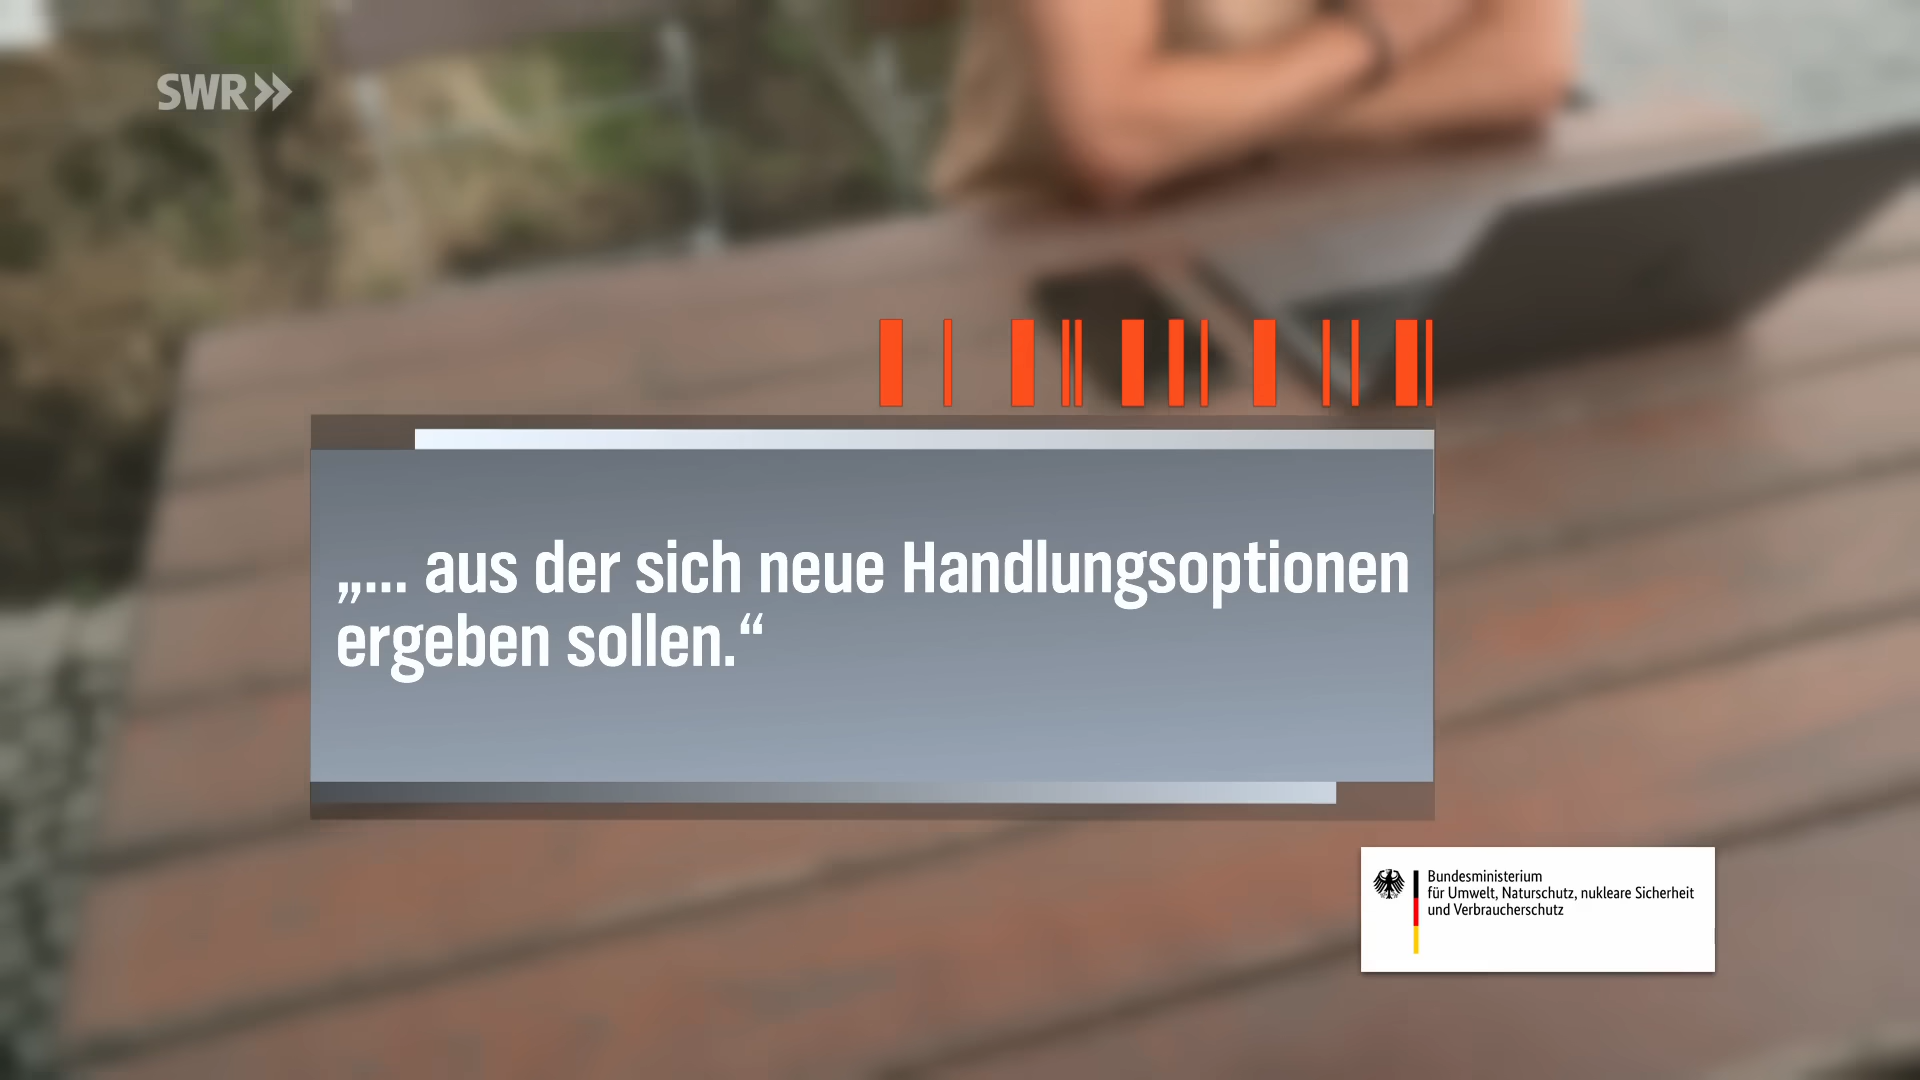 SWR
„... aus der sich neue Handlungsoptionen
ergeben sollen.“
Bundesministerium
für Umwelt, Naturschutz, nukleare Sicherheit
und Verbraucherschutz